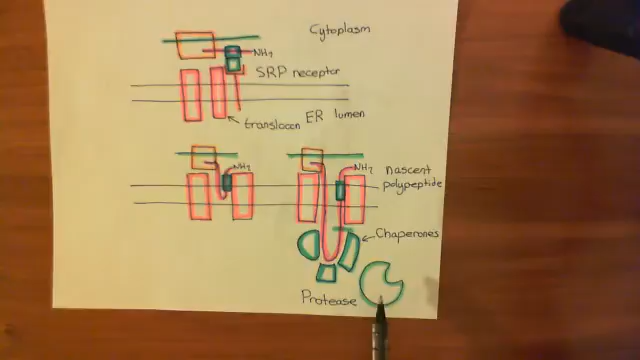 Cytoplasm
NH₂
SRP receptor
translocon
ER lumen
NH₂
NH₂
nascent
polypeptide
Chaperones
Protease